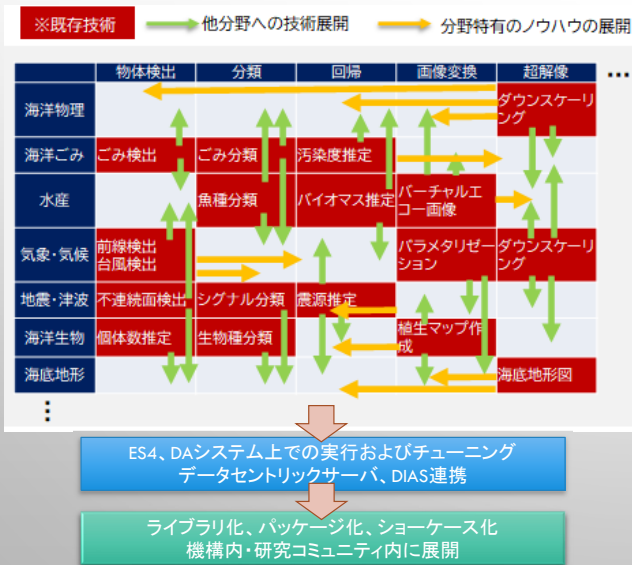 ※既存技術 他分野への技術展開 分野特有のノウハウの展開
物体検出 分類 回帰 画像変換 超解像 …
海洋物理 ダウンスケーリ
ング
海洋ごみ ごみ検出 ごみ分類 汚染度推定
水産 魚種分類 バイオマス推定 バーチャルエ
コー画像
気象・気候 前線検出
台風検出 パラメタリゼー
ション ダウンスケーリ
ング
地震・津波 不連続面検出 シグナル分類 震源推定
海洋生物 個体数推定 生物種分類 植生マップ作
成
海底地形 海底地形図
⋮
ES4、DAシステム上での実行およびチューニング
データセントリックサーバ、DIAS連携
ライブラリ化、パッケージ化、ショーケース化
機構内・研究コミュニティ内に展開